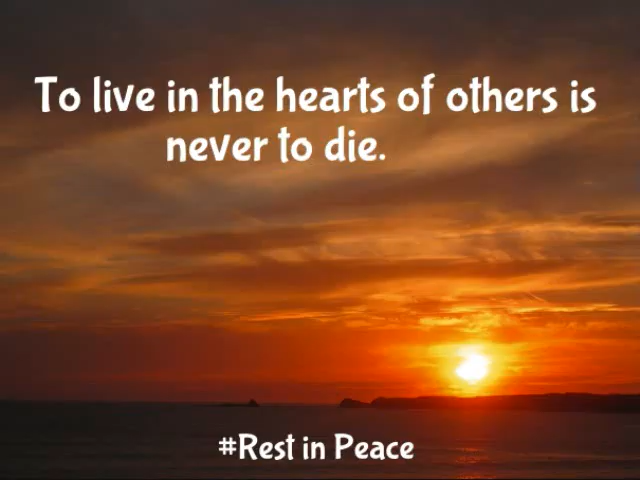 To live in the hearts of others is
never to die.
#Rest in Peace